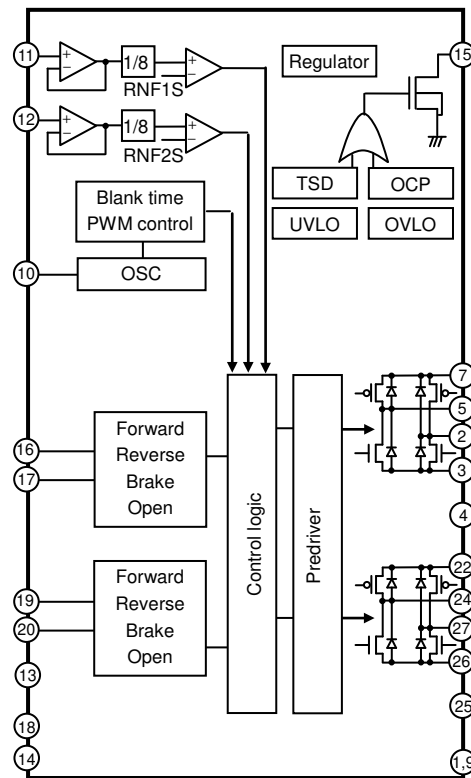 11
+
−
1/8
+
−
RNF1S
Regulator
15
12
+
−
1/8
+
−
RNF2S
TSD
OCP
UVLO
OVLO
Blank time
PWM control
10
OSC
7
5
2
3
4
16
17
Forward
Reverse
Brake
Open
Control logic
Predriver
22
24
27
26
25
19
20
Forward
Reverse
Brake
Open
13
18
14
1,9